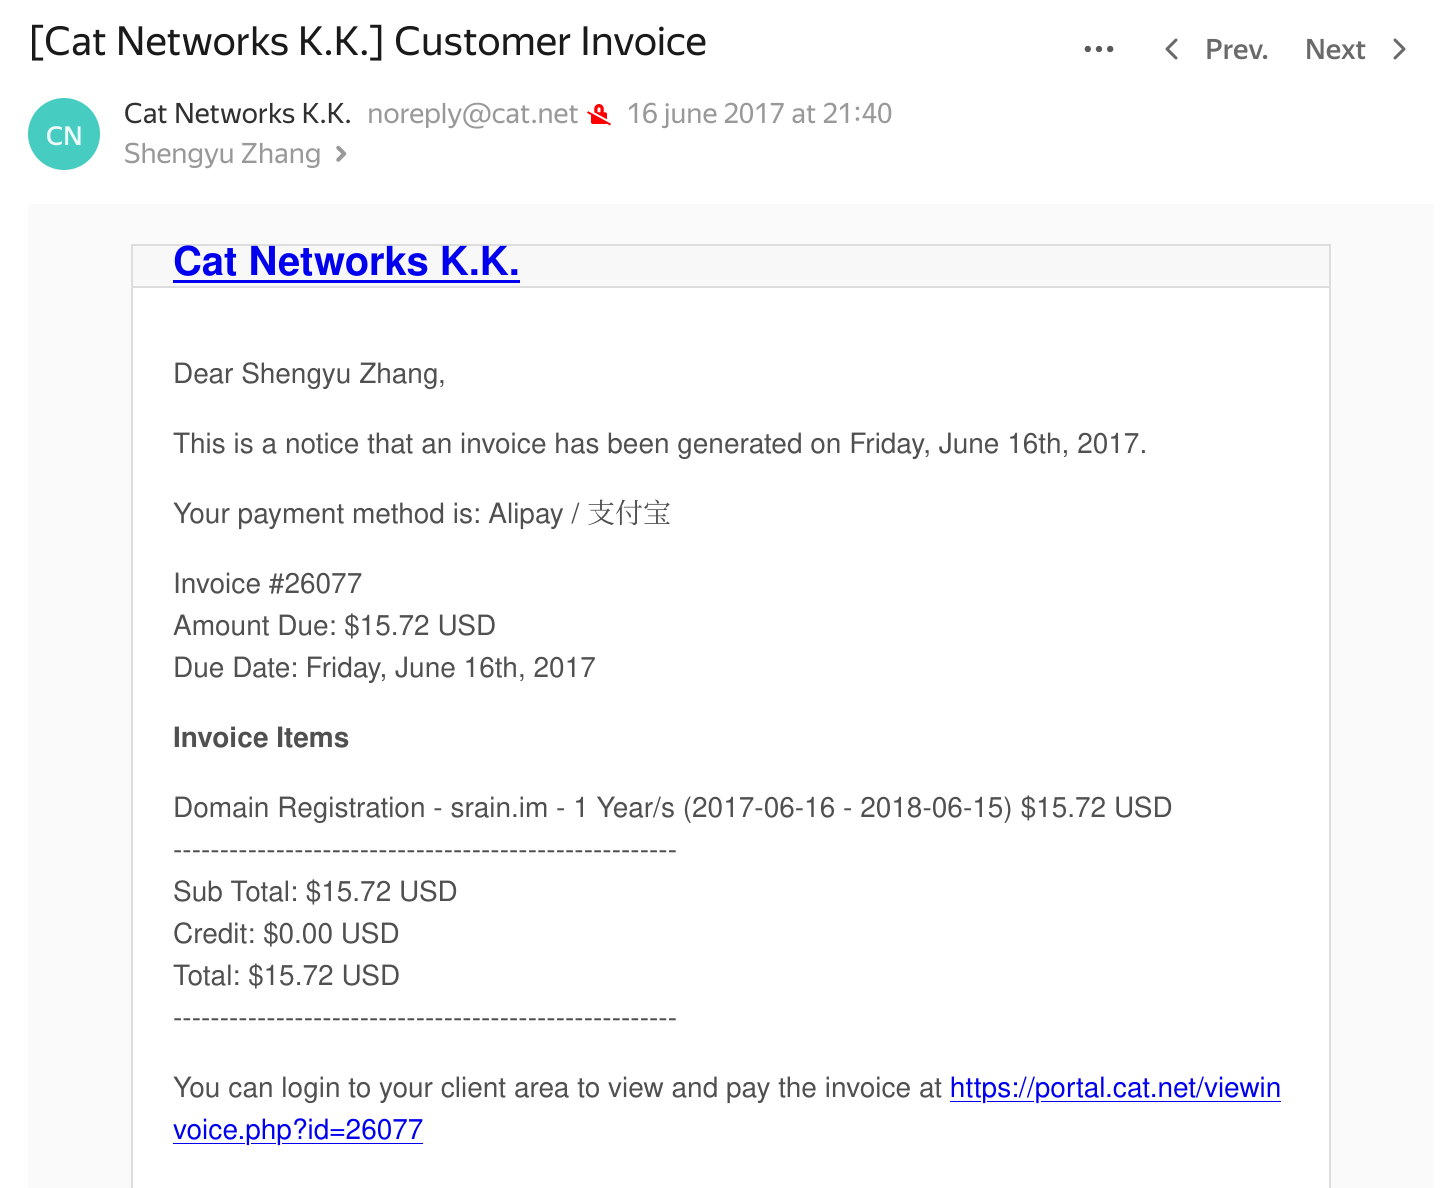 [Cat Networks K.K.] Customer Invoice
Prev. Next
CN
Cat Networks K.K. noreply@cat.net 16 june 2017 at 21:40
Shengyu Zhang
Cat Networks K.K.
Dear Shengyu Zhang,
This is a notice that an invoice has been generated on Friday, June 16th, 2017.
Your payment method is: Alipay / 支付宝
Invoice #26077
Amount Due: $15.72 USD
Due Date: Friday, June 16th, 2017
Invoice Items
Domain Registration - srain.im - 1 Year/s (2017-06-16 - 2018-06-15) $15.72 USD
------------------------------------------------------
Sub Total: $15.72 USD
Credit: $0.00 USD
Total: $15.72 USD
------------------------------------------------------
You can login to your client area to view and pay the invoice at https://portal.cat.net/viewin
voice.php?id=26077